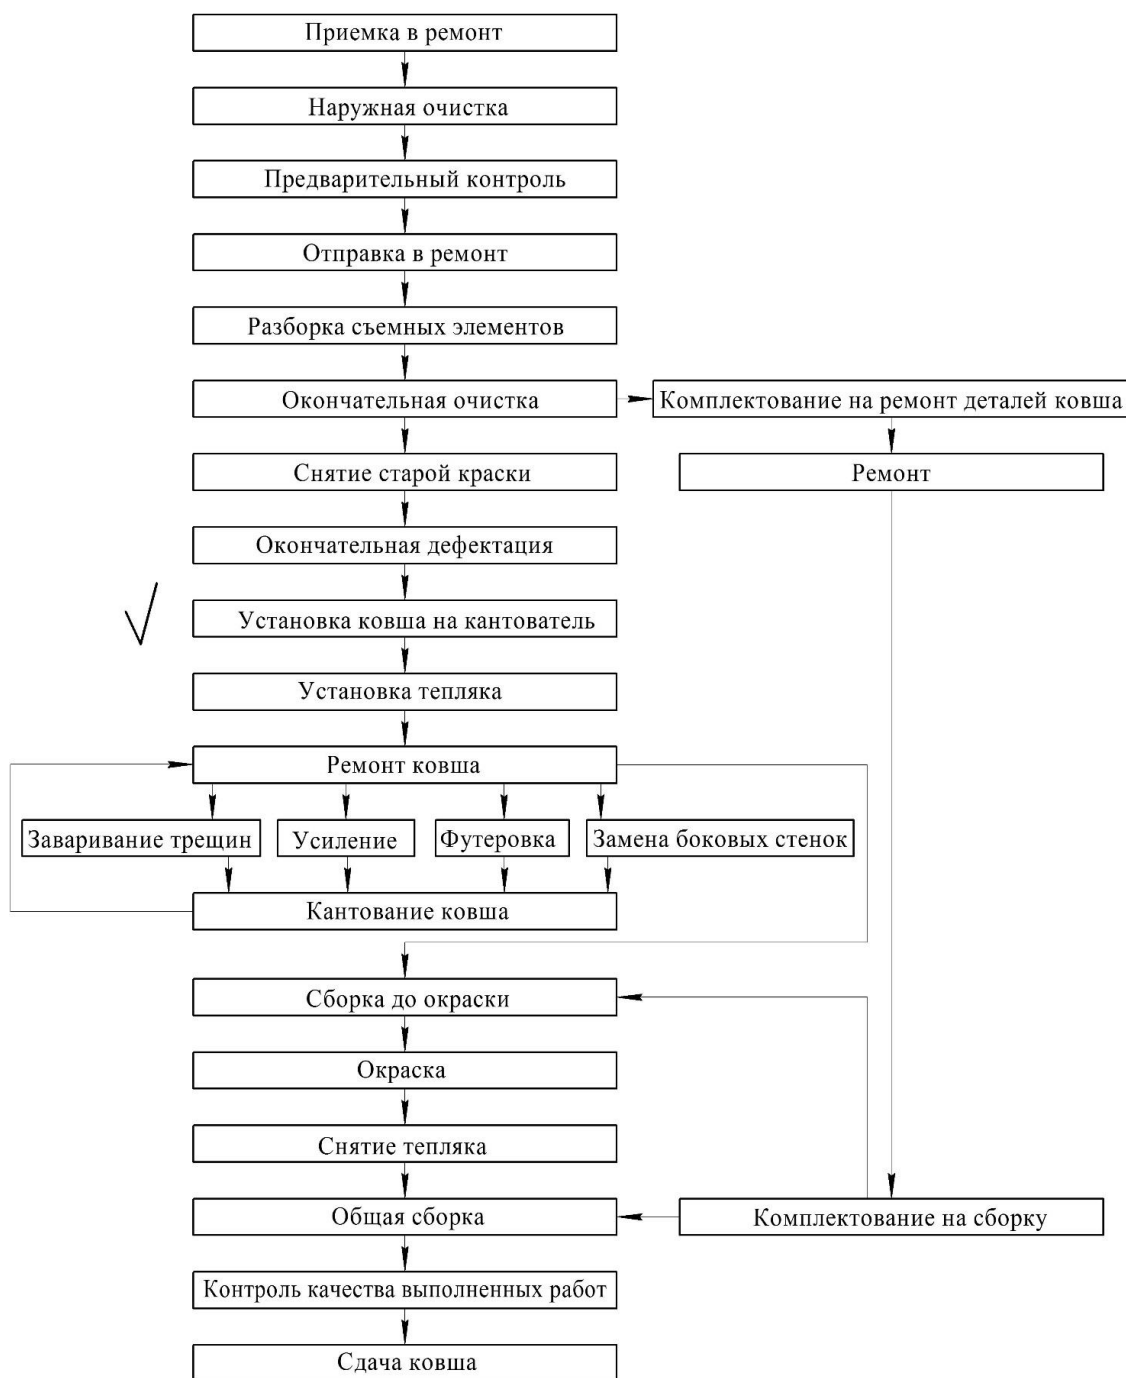 Приемка в ремонт
Наружная очистка
Предварительный контроль
Отправка в ремонт
Разборка съемных элементов
Окончательная очистка
Комплектование на ремонт деталей ковша
Снятие старой краски
Ремонт
Окончательная дефектация
Установка ковша на кантователь
Установка тепляка
Ремонт ковша
Заваривание трещин
Усиление
Футеровка
Замена боковых стенок
Кантование ковша
Сборка до окраски
Окраска
Снятие тепляка
Общая сборка
Комплектование на сборку
Контроль качества выполненных работ
Сдача ковша